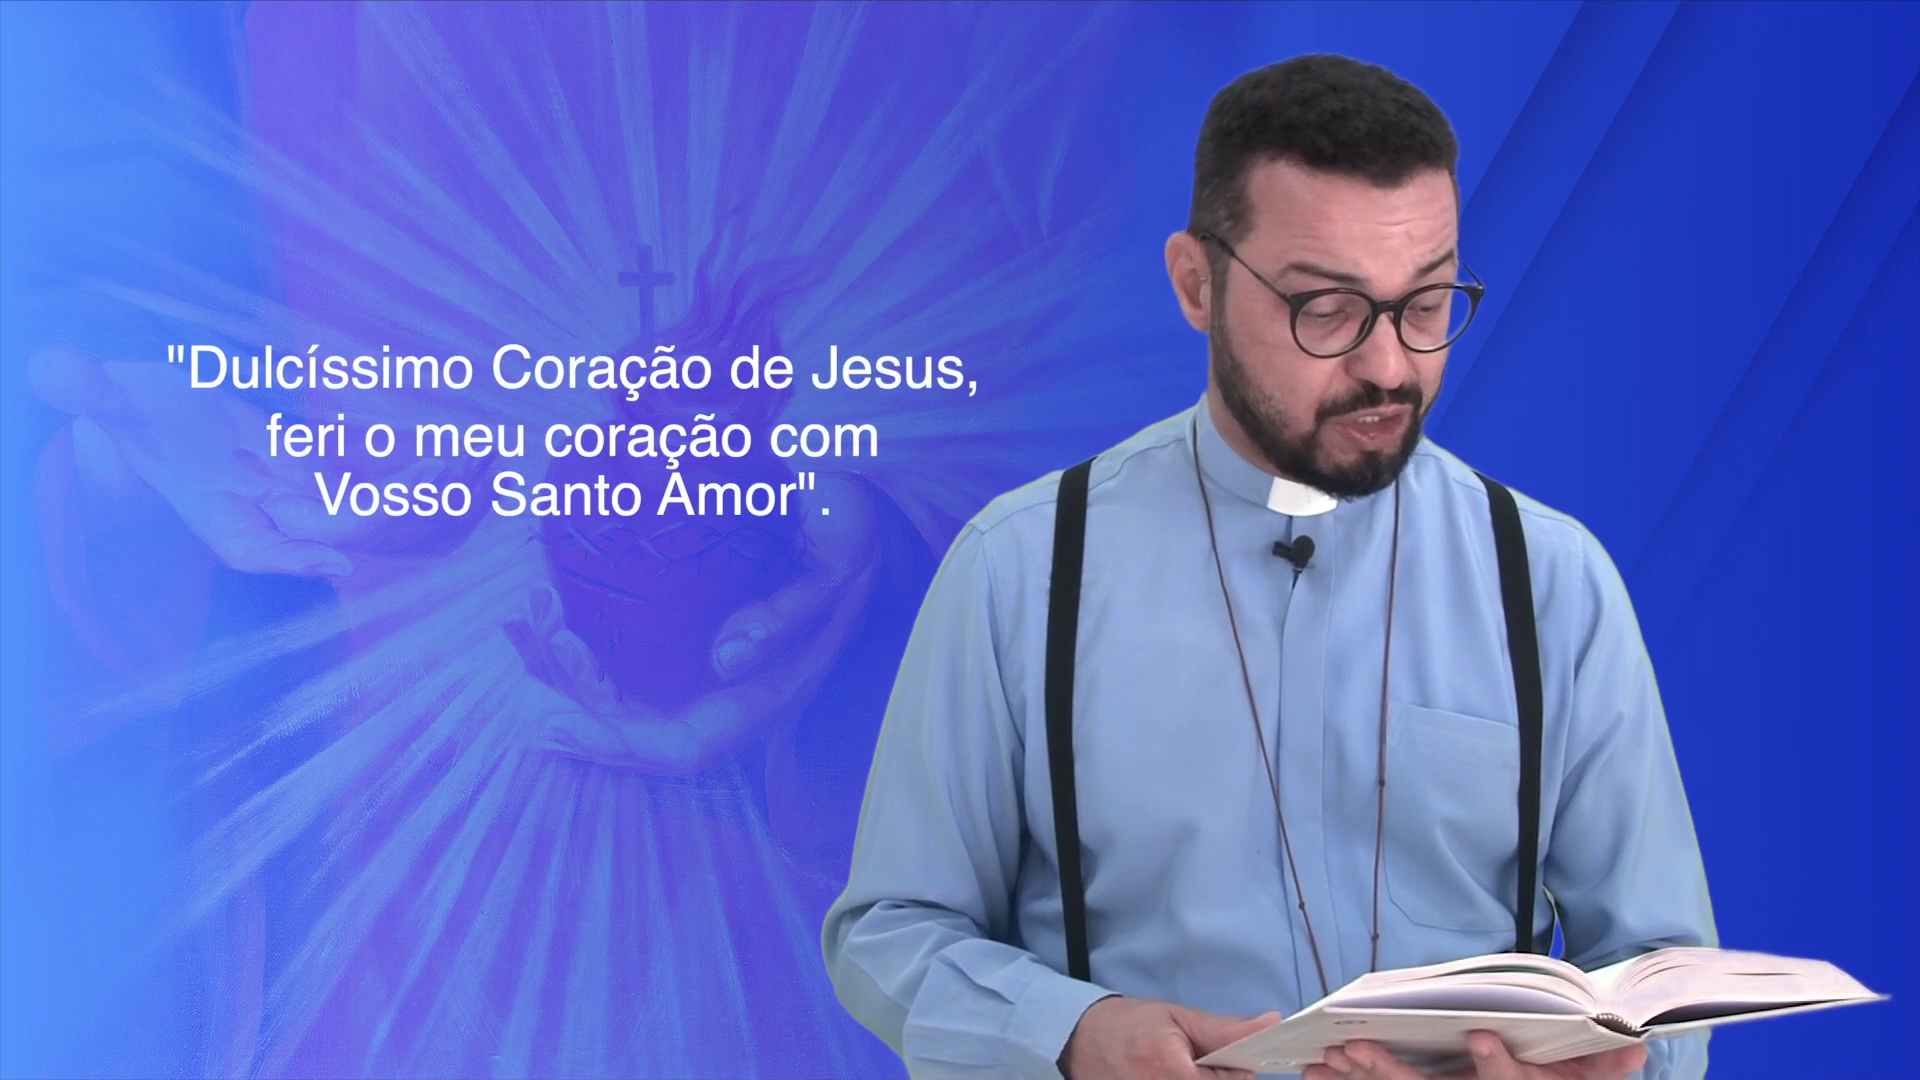 "Dulcíssimo Coração de Jesus,
feri o meu coração com
Vosso Santo Amor".